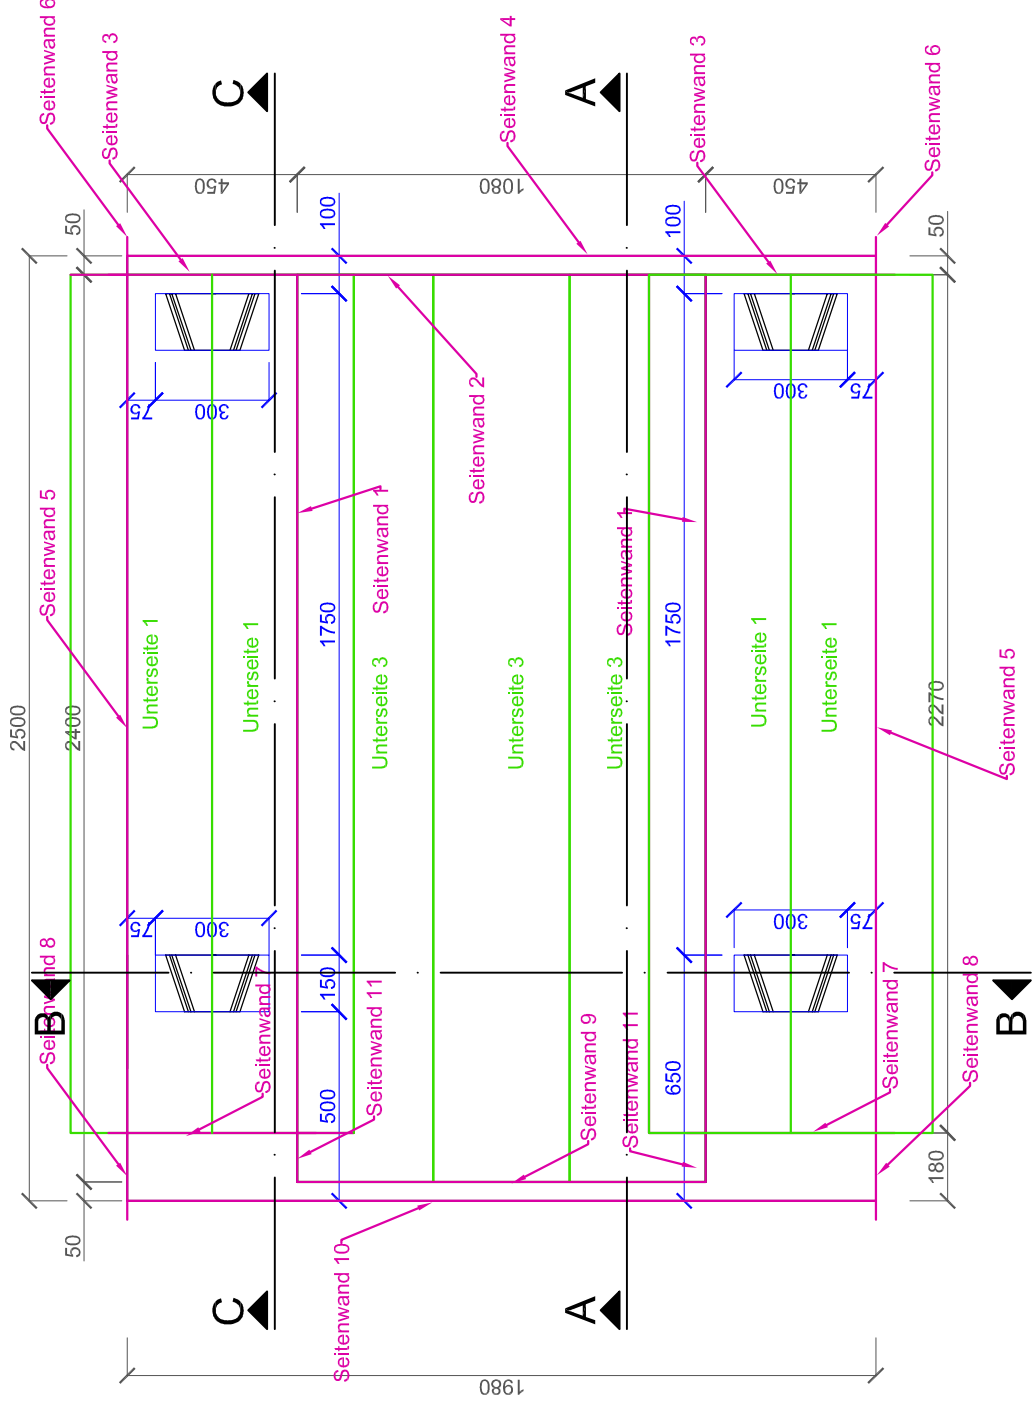 Seitenwand 6
Seitenwand 3
C
Seitenwand 4
A
Seitenwand 3
Seitenwand 6
450
1080
450
50
100
100
50
75
300
300
75
Seitenwand 2
Seitenwand 5
Seitenwand 1
Seitenwand 1
2500
2400
Unterseite 1
Unterseite 1
1750
Unterseite 3
Unterseite 3
Unterseite 3
1750
Unterseite 1
Unterseite 1
2270
Seitenwand 5
75
300
300
75
Seitenwand 8
B
Seitenwand 7
150
Seitenwand 11
Seitenwand 9
Seitenwand 11
Seitenwand 7
Seitenwand 8
B
500
650
180
50
C
Seitenwand 10
A
1980